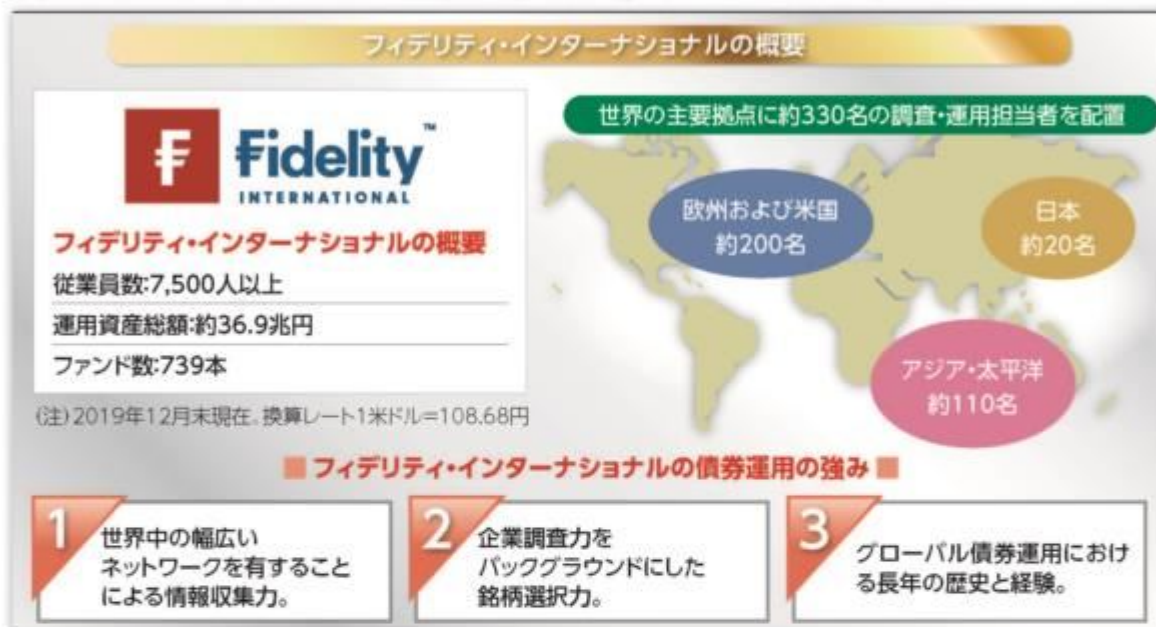 フィデリティ・インターナショナルの概要
Fidelity™
INTERNATIONAL
フィデリティ・インターナショナルの概要
従業員数:7,500人以上
運用資産総額:約36.9兆円
ファンド数:739本
(注)2019年12月末現在。換算レート1米ドル=108.68円
世界の主要拠点に約330名の調査・運用担当者を配置
欧州および米国
約200名
日本
約20名
アジア・太平洋
約110名
■フィデリティ・インターナショナルの債券運用の強み■
1
世界中の幅広い
ネットワークを有すること
による情報収集力。
2
企業調査力を
バックグラウンドにした
銘柄選択力。
3
グローバル債券運用におけ
る長年の歴史と経験。